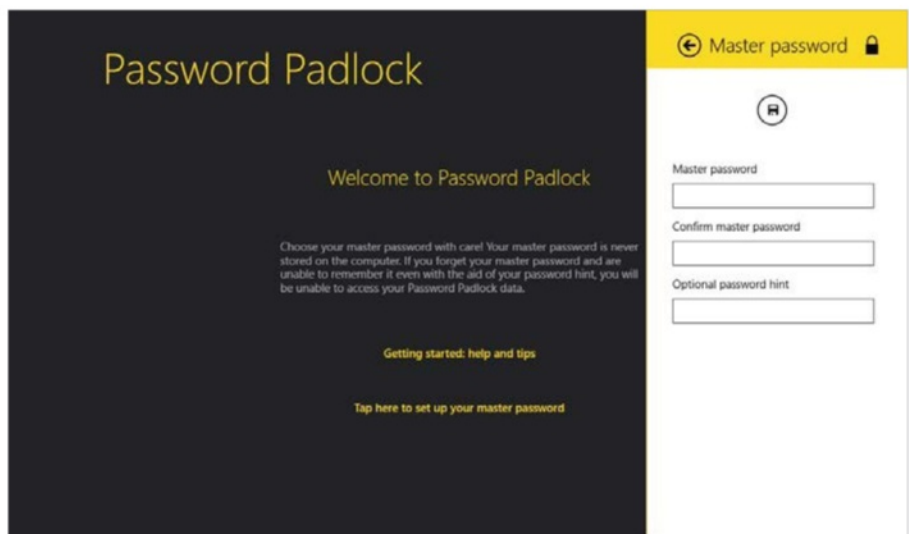 Password Padlock
Welcome to Password Padlock
Choose your master password with care! Your master password is never
stored on the computer. If you forget your master password and are
unable to remember it even with the aid of your password hint, you will
be unable to access your Password Padlock data.
Getting started: help and tips
Tap here to set up your master password
Master password
Master password
Confirm master password
Optional password hint